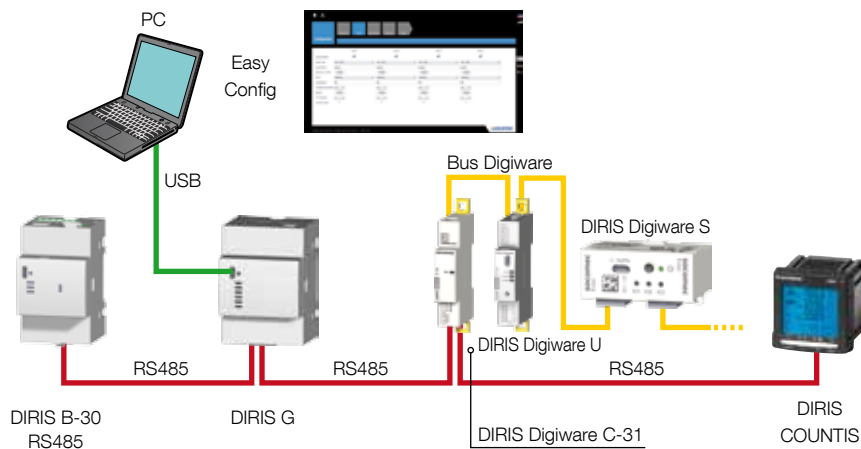 PC
Easy
Config
USB
Bus Digiware
DIRIS Digiware S
DIRIS Digiware U
RS485
RS485
RS485
DIRIS B-30
RS485
DIRIS G
DIRIS Digiware C-31
DIRIS
COUNTIS